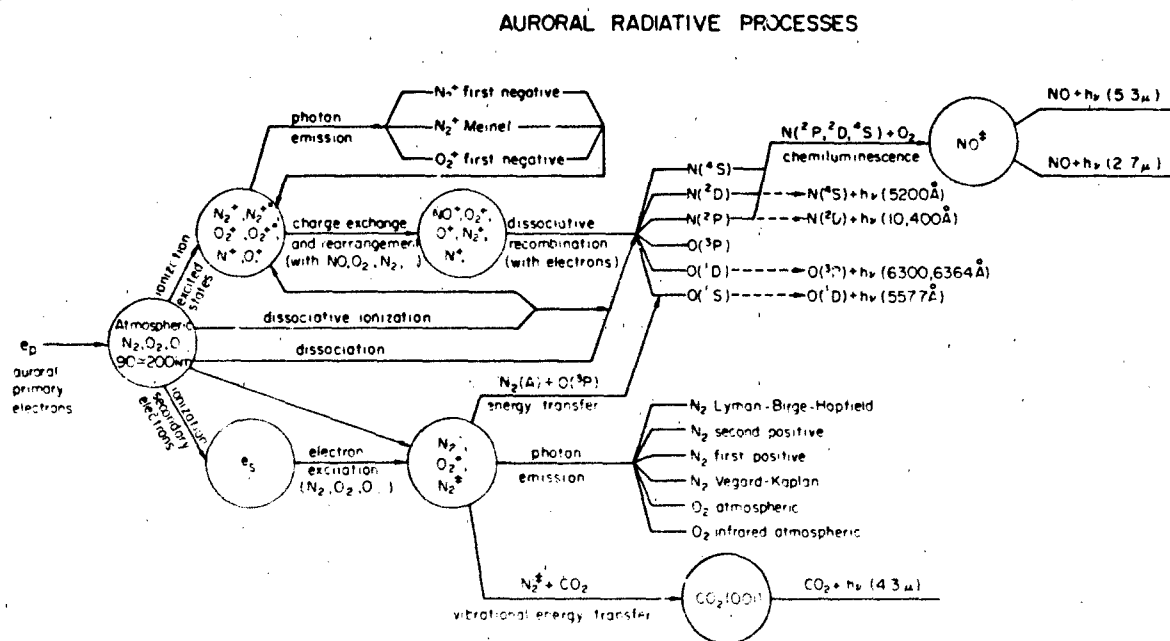 AURORAL RADIATIVE PROCESSES
N₂⁺ first negative
N₂⁺ Meinel
O₂⁺ first negative
photon
emission
NO + hν (5.3μ)
N(²P,²D,⁴S) + O₂
chemiluminescence
NO‡
NO + hν (2.7μ)
N₂⁺, N₂⁺*
O₂⁺, O₂⁺*
N⁺, O⁺
charge exchange
and rearrangement
(with NO, O₂, N₂, )
NO⁺, O₂⁺,
O⁺, N₂⁺,
N⁺,
dissociative
recombination
(with electrons)
N(⁴S)
N(²D) N(⁴S) + hν (5200Å)
N(²P) N(²D) + hν (10,400Å)
O(³P)
O(¹D) O(³P) + hν (6300,6364Å)
O(¹S) O(¹D) + hν (5577Å)
ionization
excited
states
dissociative ionization
dissociation
eₚ
auroral
primary
electrons
Atmospheric
N₂, O₂, O
90–200km
ionization
secondary
electrons
N₂(A) + O(³P)
energy transfer
eₛ
electron
excitation
(N₂, O₂, O )
N₂*,
O₂*,
N₂‡
photon
emission
N₂ Lyman-Birge-Hopfield
N₂ second positive
N₂ first positive
N₂ Vegard-Kaplan
O₂ atmospheric
O₂ infrared atmospheric
N₂‡ + CO₂
vibrational energy transfer
CO₂(001)
CO₂ + hν (4.3μ)